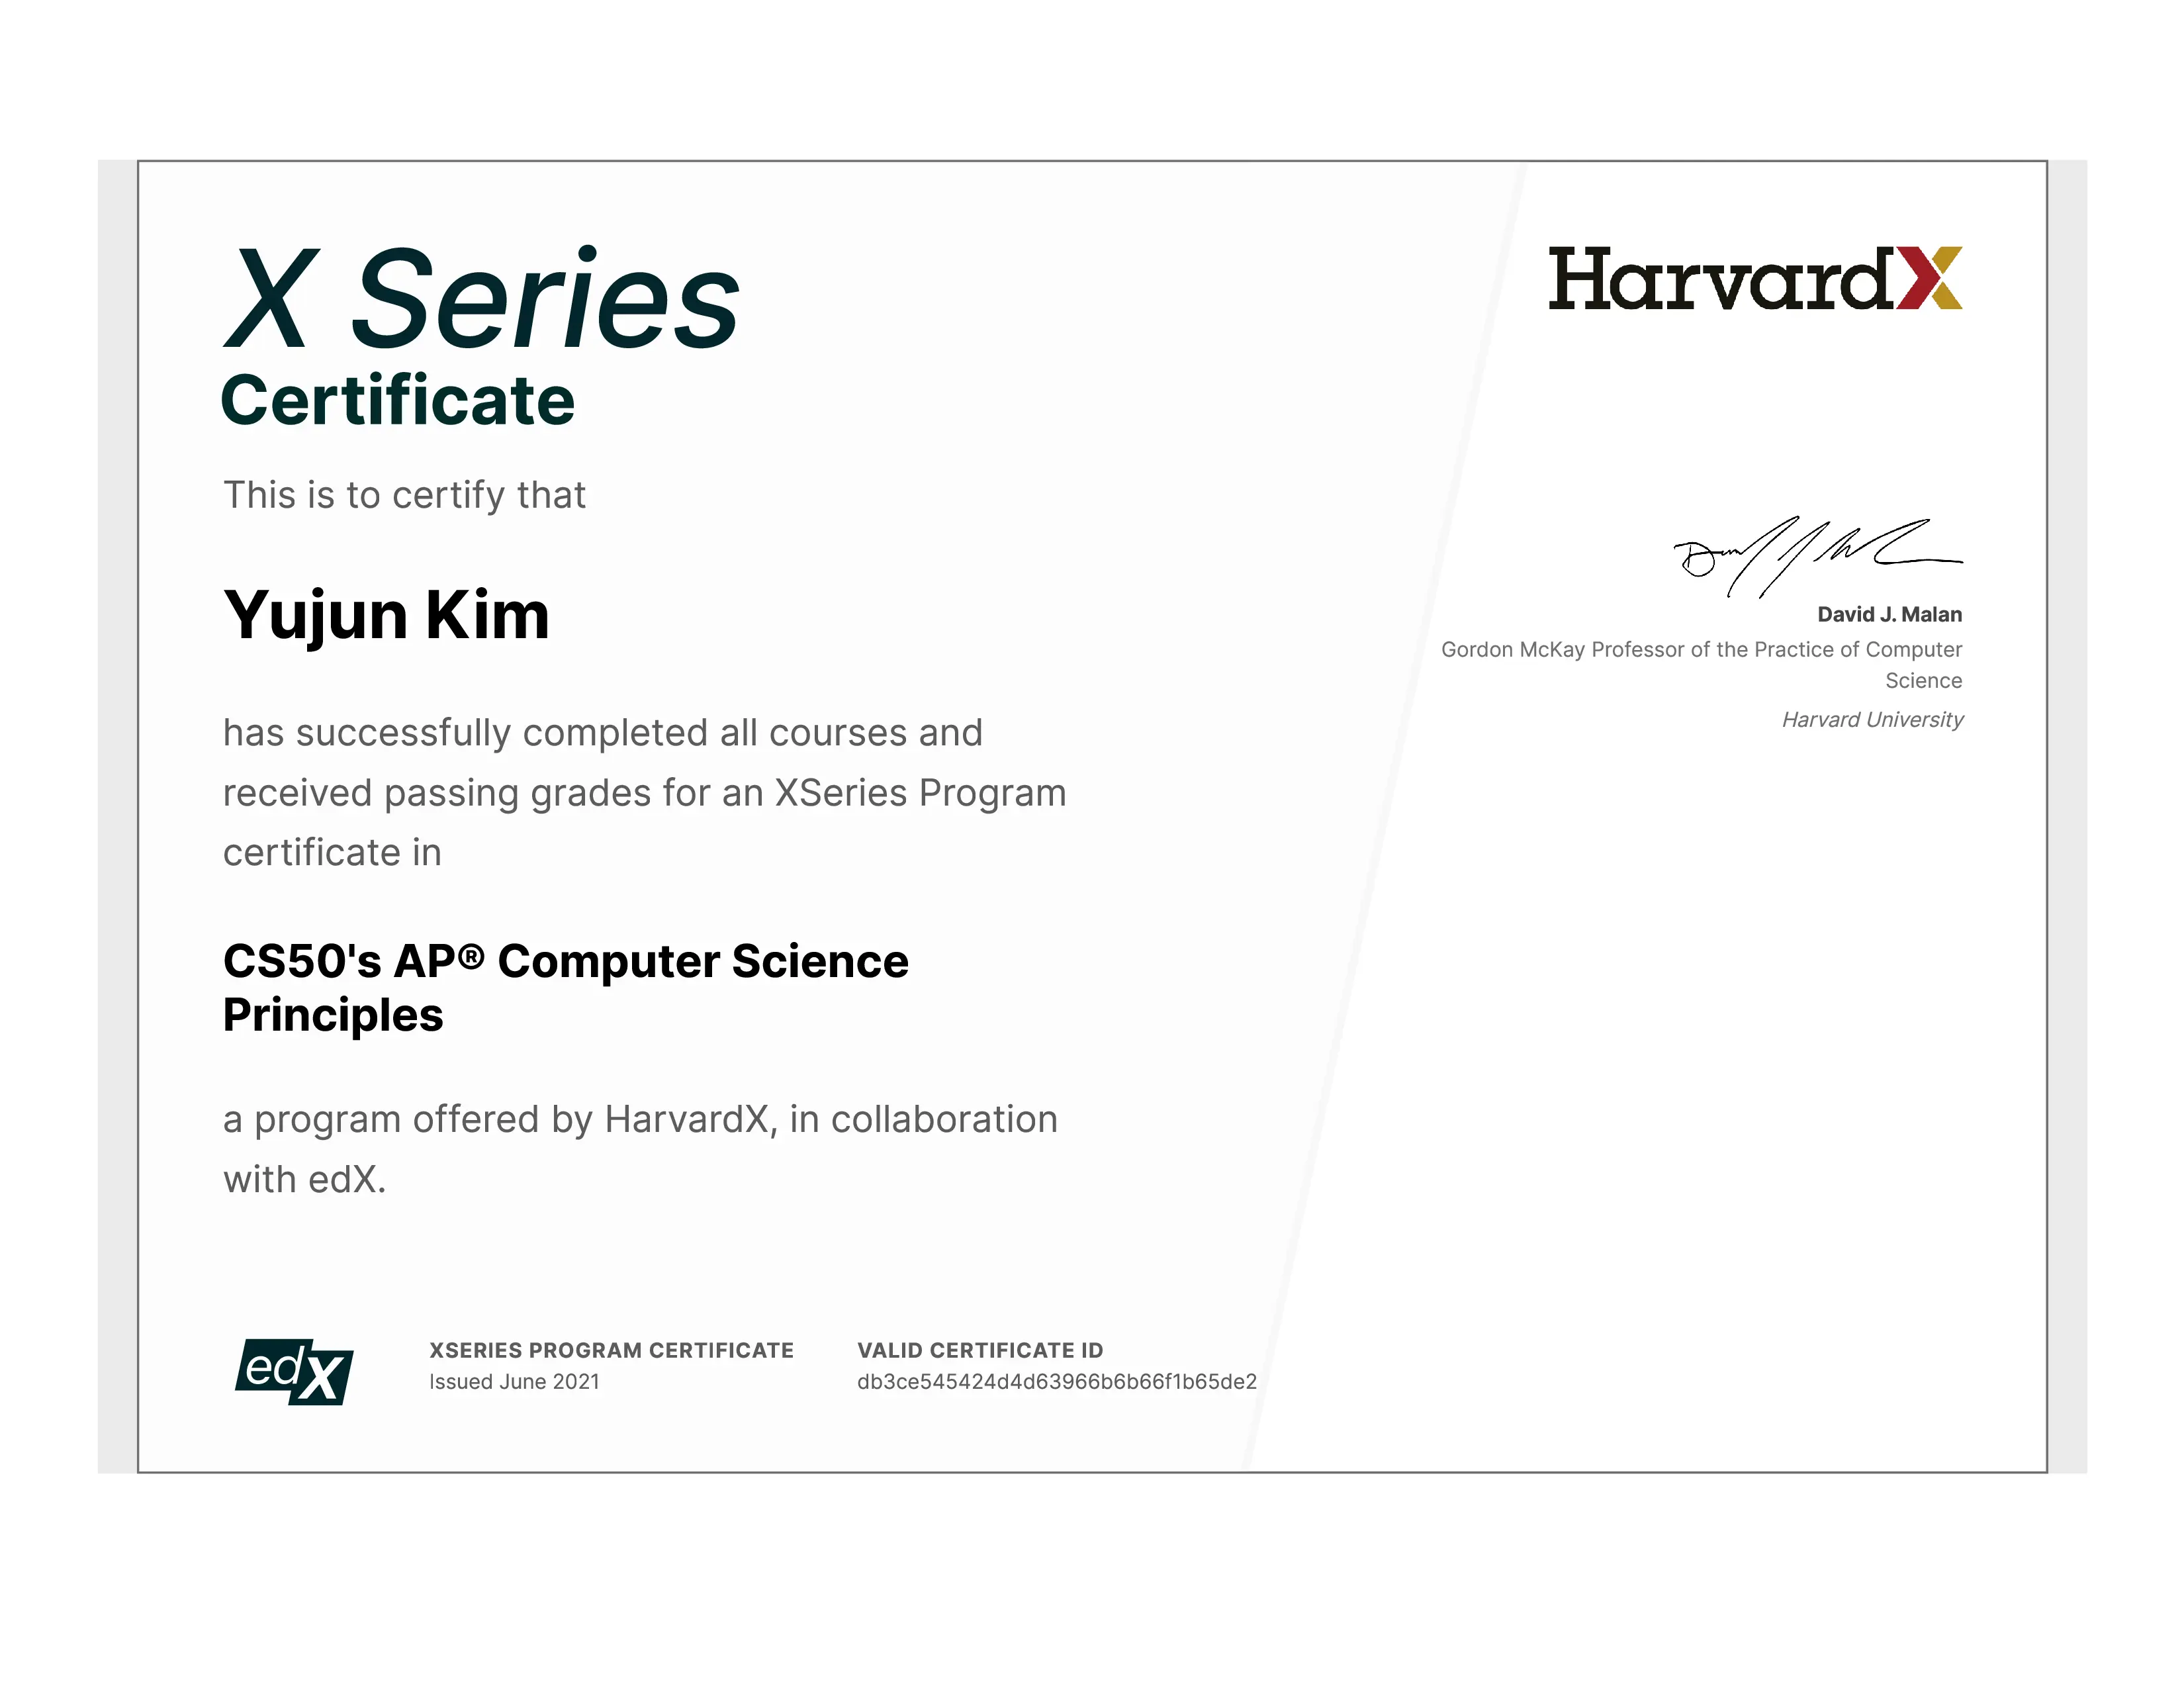 X Series
Certificate
This is to certify that
Yujun Kim
has successfully completed all courses and
received passing grades for an XSeries Program
certificate in
CS50's AP® Computer Science
Principles
a program offered by HarvardX, in collaboration
with edX.
edX
XSERIES PROGRAM CERTIFICATE
Issued June 2021
VALID CERTIFICATE ID
db3ce545424d4d63966b6b66f1b65de2
HarvardX
David J. Malan
Gordon McKay Professor of the Practice of Computer
Science
Harvard University